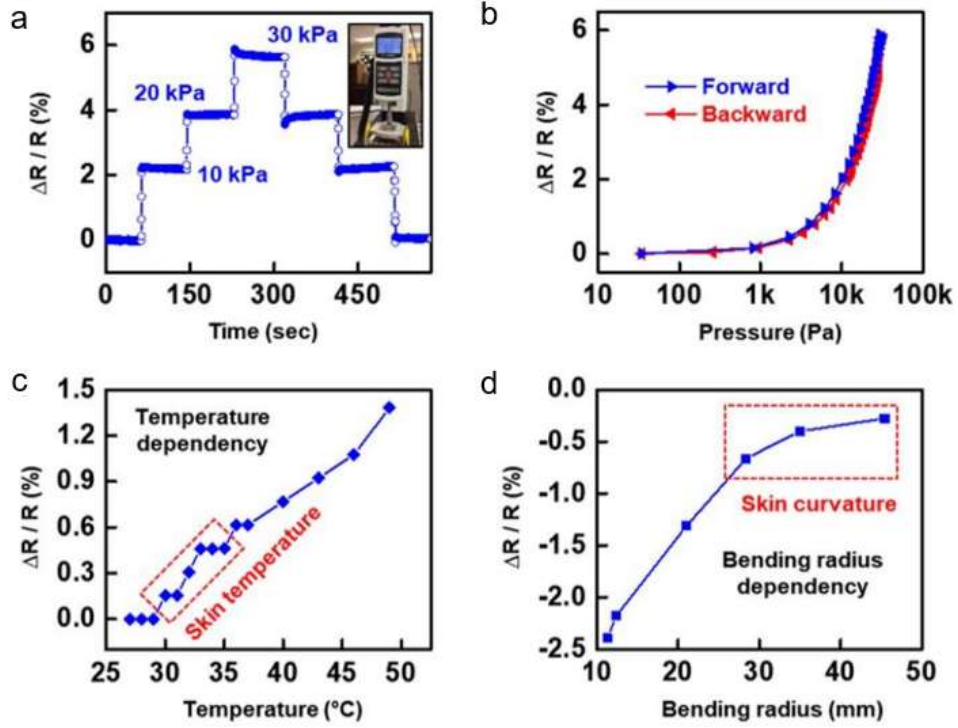 a
30 kPa
20 kPa
10 kPa
ΔR / R (%)
6
4
2
0
0
150
300
450
Time (sec)
b
Forward
Backward
ΔR / R (%)
6
4
2
0
10
100
1k
10k
100k
Pressure (Pa)
c
Temperature
dependency
Skin temperature
ΔR / R (%)
1.5
1.2
0.9
0.6
0.3
0.0
25
30
35
40
45
50
Temperature (°C)
d
Skin curvature
Bending radius
dependency
ΔR / R (%)
0.0
-0.5
-1.0
-1.5
-2.0
-2.5
10
20
30
40
50
Bending radius (mm)